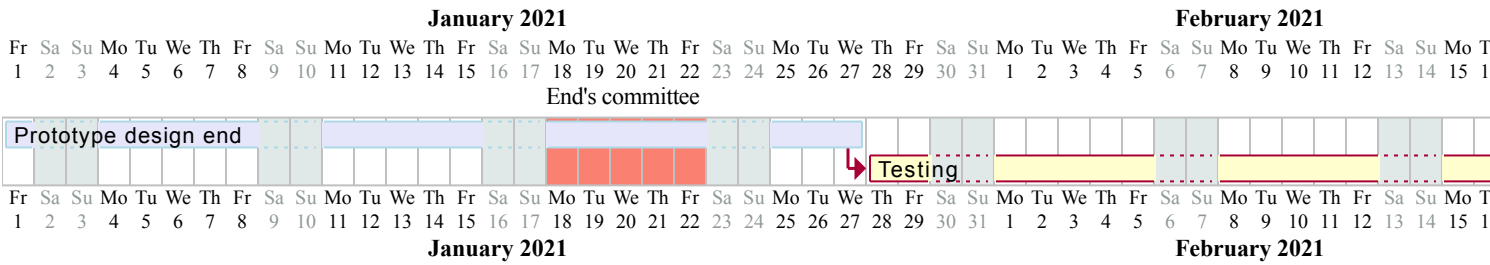 January 2021 February 2021
Fr Sa Su Mo Tu We Th Fr Sa Su Mo Tu We Th Fr Sa Su Mo Tu We Th Fr Sa Su Mo Tu We Th Fr Sa Su Mo Tu We Th Fr Sa Su Mo Tu We Th Fr Sa Su Mo T
1 2 3 4 5 6 7 8 9 10 11 12 13 14 15 16 17 18 19 20 21 22 23 24 25 26 27 28 29 30 31 1 2 3 4 5 6 7 8 9 10 11 12 13 14 15 1
End's committee
Prototype design end
Testing
Fr Sa Su Mo Tu We Th Fr Sa Su Mo Tu We Th Fr Sa Su Mo Tu We Th Fr Sa Su Mo Tu We Th Fr Sa Su Mo Tu We Th Fr Sa Su Mo Tu We Th Fr Sa Su Mo T
1 2 3 4 5 6 7 8 9 10 11 12 13 14 15 16 17 18 19 20 21 22 23 24 25 26 27 28 29 30 31 1 2 3 4 5 6 7 8 9 10 11 12 13 14 15 1
January 2021 February 2021